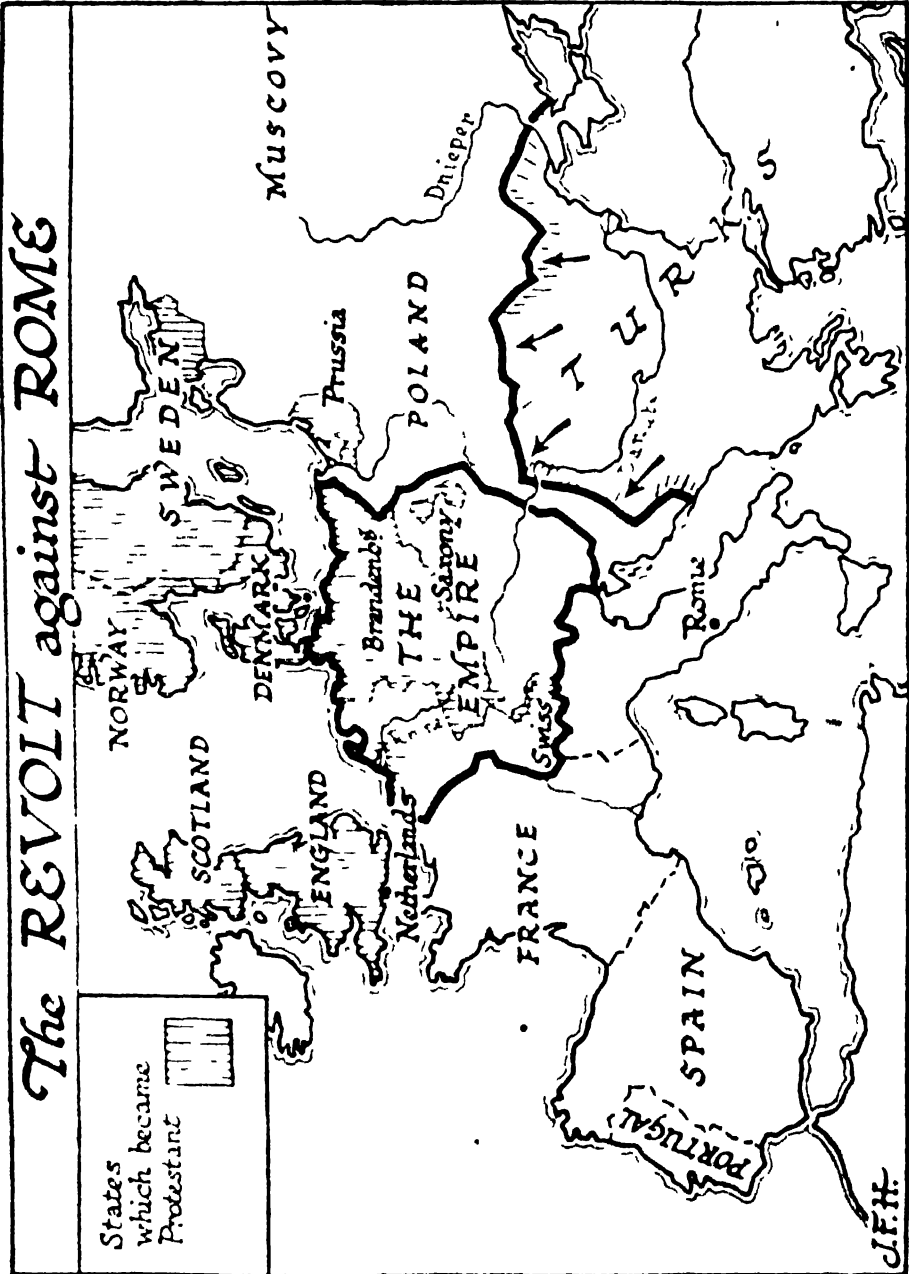 The REVOLT against ROME
States
which became
Protestant
NORWAY
SWEDEN
MUSCOVY
SCOTLAND
DENMARK
Prussia
Dnieper
ENGLAND
Brandenbg
POLAND
Netherlands
THE
Saxony
EMPIRE
FRANCE
Swiss
TURKS
SPAIN
Rome
PORTUGAL
J.F.H.